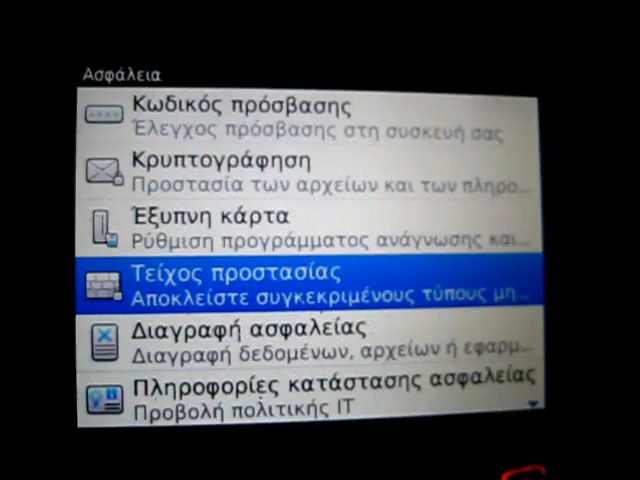 Ασφάλεια
Κωδικός πρόσβασης
Έλεγχος πρόσβασης στη συσκευή σας
Κρυπτογράφηση
Προστασία των αρχείων και των πληρο...
Έξυπνη κάρτα
Ρύθμιση προγράμματος ανάγνωσης και...
Τείχος προστασίας
Αποκλείστε συγκεκριμένους τύπους μη...
Διαγραφή ασφαλείας
Διαγραφή δεδομένων, αρχείων ή εφαρμ...
Πληροφορίες κατάστασης ασφαλείας
Προβολή πολιτικής IT